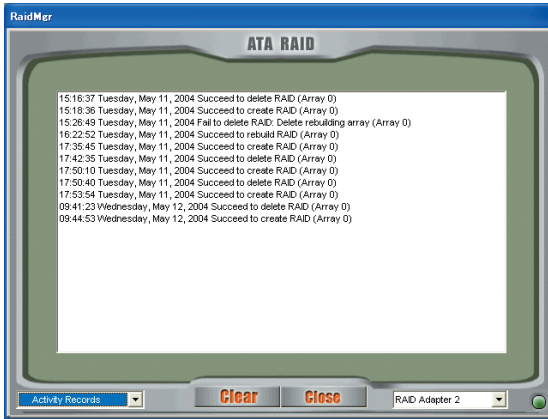 RaidMgr
ATA RAID
15:16:37 Tuesday, May 11, 2004 Succeed to delete RAID (Array 0)
15:18:36 Tuesday, May 11, 2004 Succeed to create RAID (Array 0)
15:26:49 Tuesday, May 11, 2004 Fail to delete RAID: Delete rebuilding array (Array 0)
16:22:52 Tuesday, May 11, 2004 Succeed to rebuild RAID (Array 0)
17:35:45 Tuesday, May 11, 2004 Succeed to create RAID (Array 0)
17:42:35 Tuesday, May 11, 2004 Succeed to delete RAID (Array 0)
17:50:10 Tuesday, May 11, 2004 Succeed to create RAID (Array 0)
17:50:40 Tuesday, May 11, 2004 Succeed to delete RAID (Array 0)
17:53:54 Tuesday, May 11, 2004 Succeed to create RAID (Array 0)
09:41:23 Wednesday, May 12, 2004 Succeed to delete RAID (Array 0)
09:44:53 Wednesday, May 12, 2004 Succeed to create RAID (Array 0)
Activity Records
Clear
Close
RAID Adapter 2